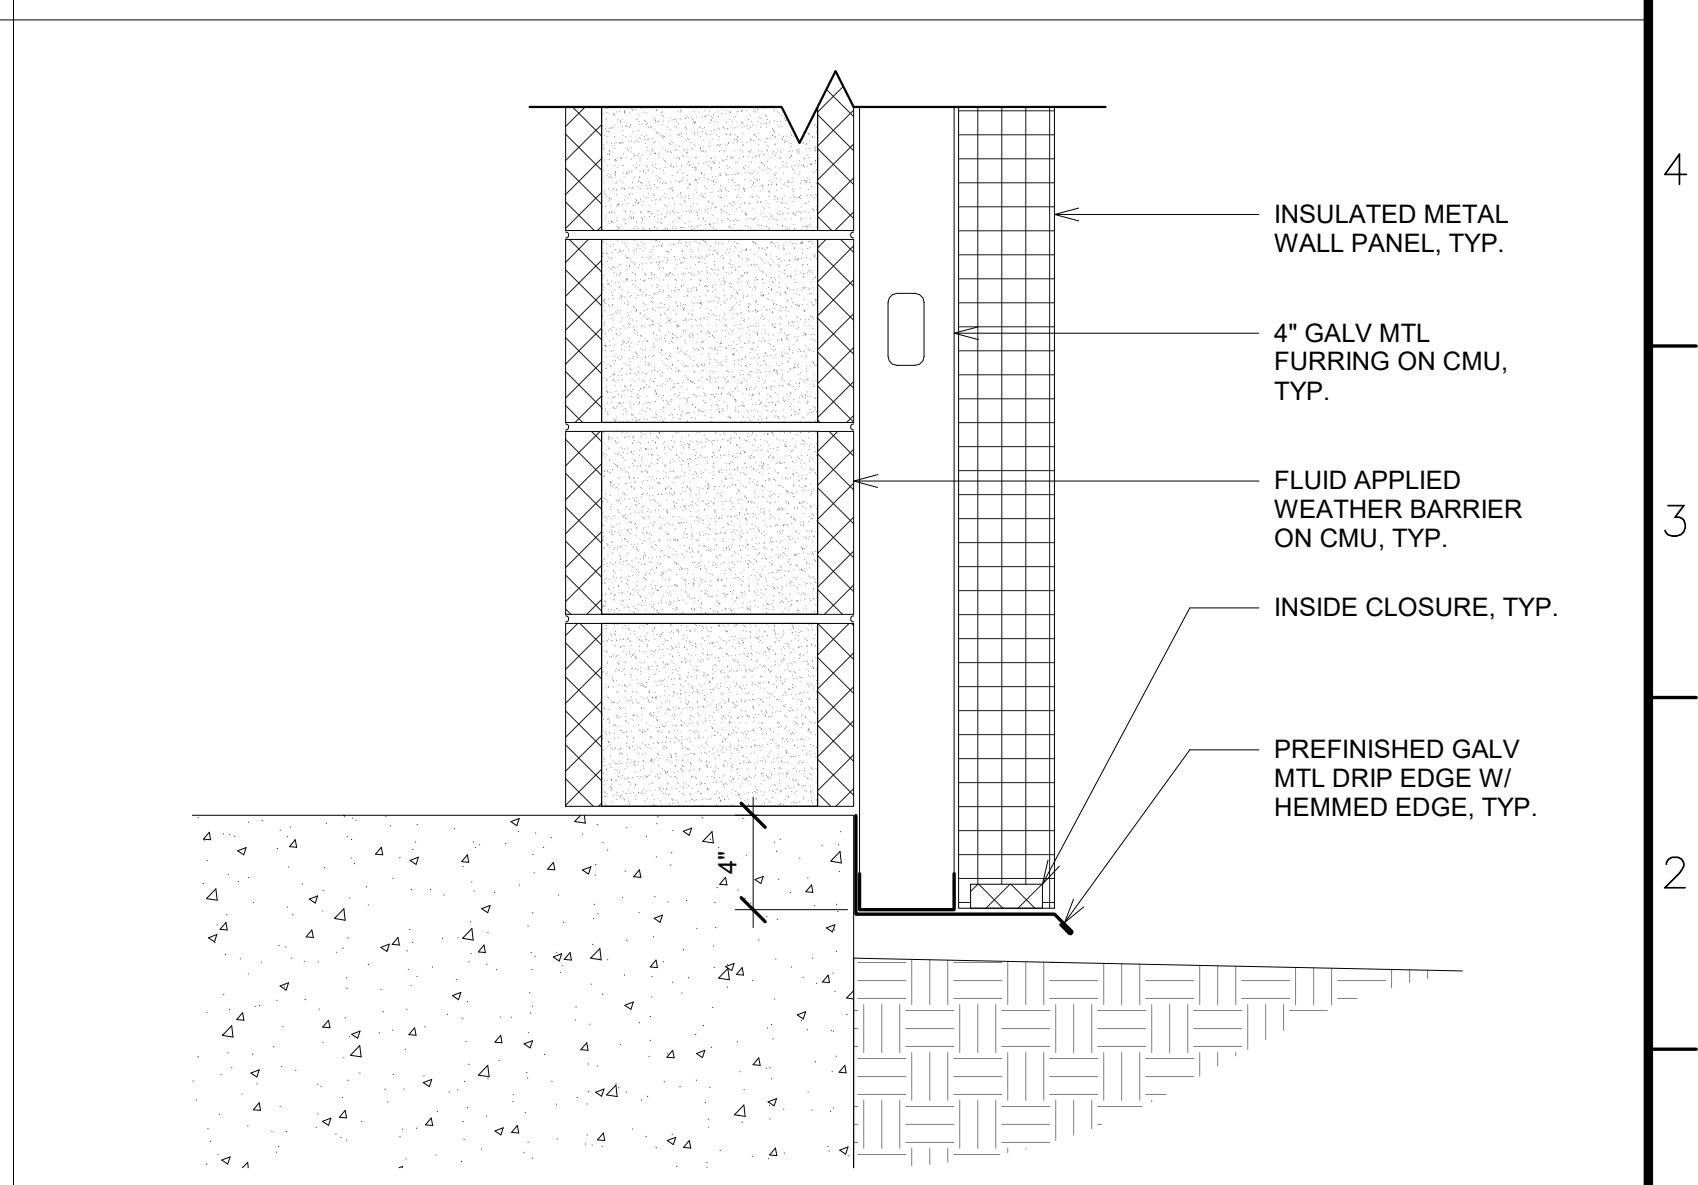 4
INSULATED METAL
WALL PANEL, TYP.
4" GALV MTL
FURRING ON CMU,
TYP.
3
FLUID APPLIED
WEATHER BARRIER
ON CMU, TYP.
INSIDE CLOSURE, TYP.
PREFINISHED GALV
MTL DRIP EDGE W/
HEMMED EDGE, TYP.
4"
2